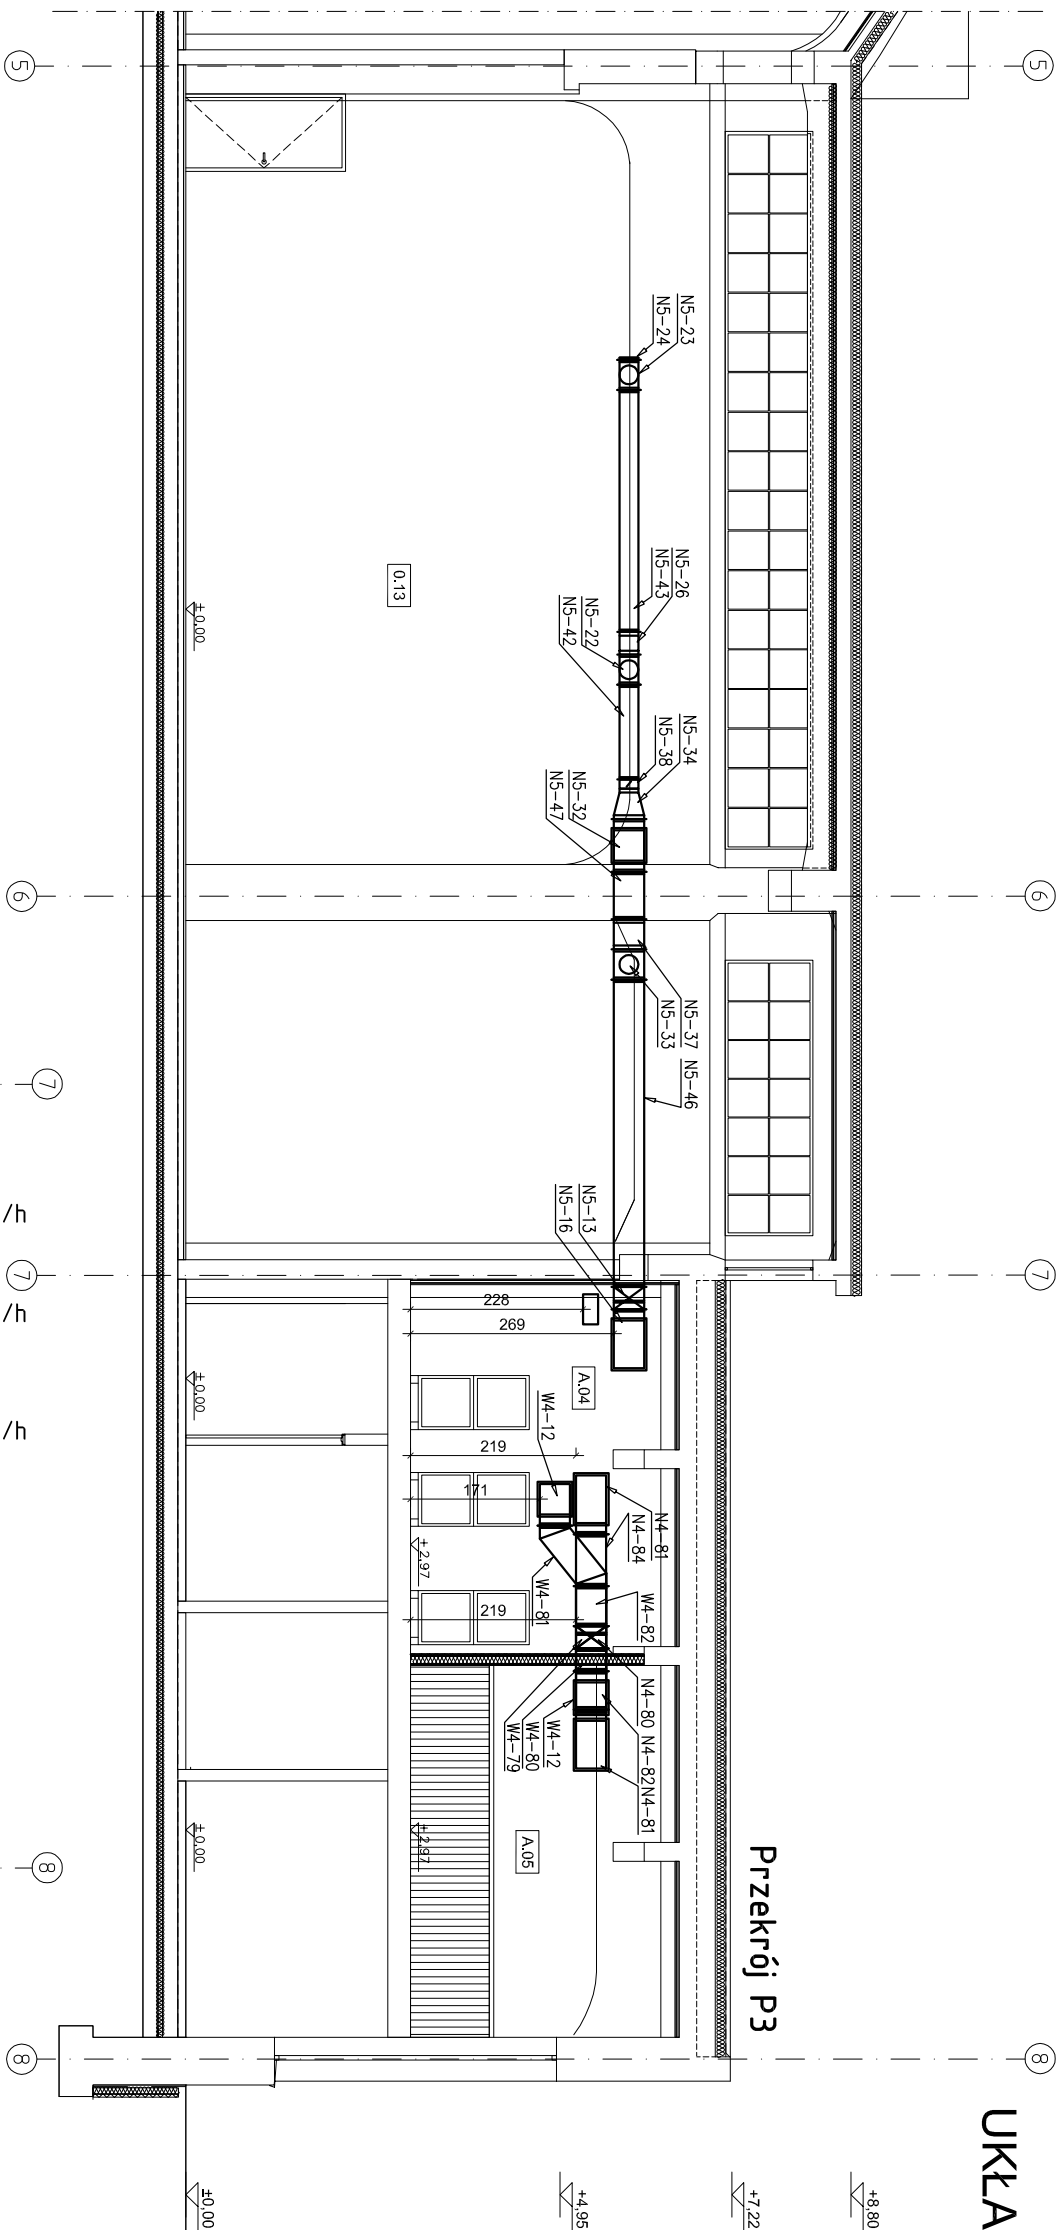 5
5
N5-23
N5-24
N5-26
N5-43
N5-22
N5-42
0.13
±0,00
N5-34
N5-38
N5-32
N5-47
6
6
N5-37
N5-33
N5-46
7
/h
N5-13
N5-16
7
7
228
269
/h
A.04
±0,00
W4-12
/h
219
171
N4-81
N4-84
+2,97
W4-81
W4-82
219
N4-80
N4-82
N4-81
W4-12
W4-80
W4-79
A.05
+2,97
±0,00
8
Przekrój P3
8
8
UKŁA
+8,80
+7,22
+4,95
±0,00